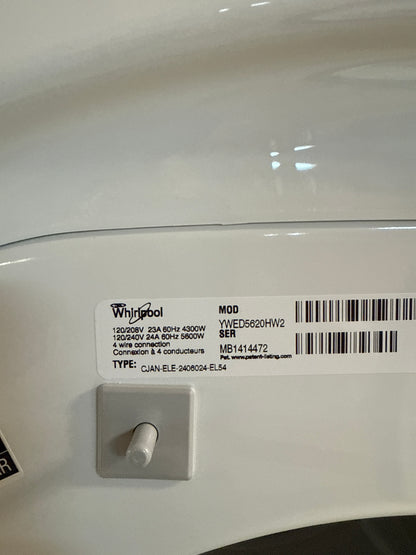 Whirlpool
120/208V 23A 60Hz 4300W
120/240V 24A 60Hz 5600W
4 wire connection
Connexion à 4 conducteurs
TYPE: CJAN-ELE-2406024-EL54
MOD
YWED5620HW2
SER
MB1414472
Pat. www.patent-listing.com
R